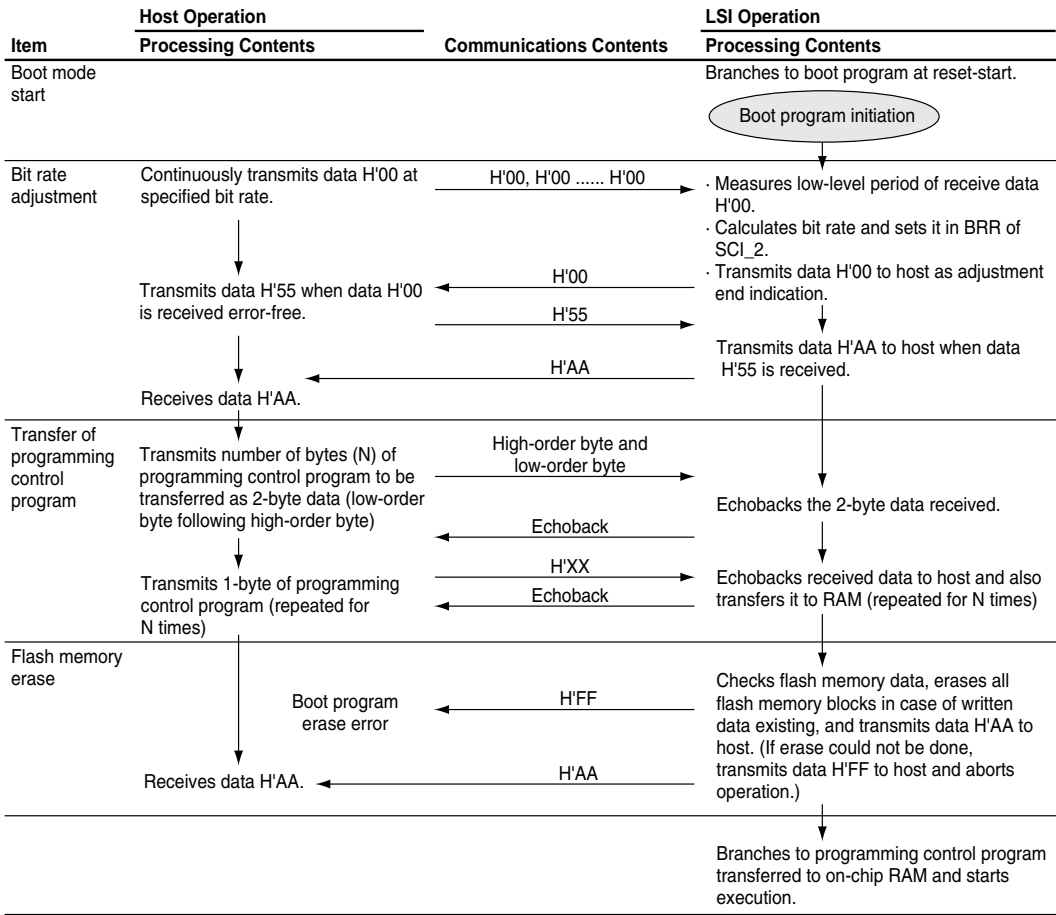 Host Operation
LSI Operation
Item
Processing Contents
Communications Contents
Processing Contents
Boot mode
start
Branches to boot program at reset-start.
Boot program initiation
Bit rate
adjustment
Continuously transmits data H'00 at
specified bit rate.
H'00, H'00 ...... H'00
· Measures low-level period of receive data
H'00.
· Calculates bit rate and sets it in BRR of
SCI_2.
· Transmits data H'00 to host as adjustment
end indication.
H'00
Transmits data H'55 when data H'00
is received error-free.
H'55
Transmits data H'AA to host when data
H'55 is received.
H'AA
Receives data H'AA.
Transfer of
programming
control
program
Transmits number of bytes (N) of
programming control program to be
transferred as 2-byte data (low-order
byte following high-order byte)
High-order byte and
low-order byte
Echobacks the 2-byte data received.
Echoback
Transmits 1-byte of programming
control program (repeated for
N times)
H'XX
Echoback
Echobacks received data to host and also
transfers it to RAM (repeated for N times)
Flash memory
erase
Boot program
erase error
H'FF
Checks flash memory data, erases all
flash memory blocks in case of written
data existing, and transmits data H'AA to
host. (If erase could not be done,
transmits data H'FF to host and aborts
operation.)
Receives data H'AA.
H'AA
Branches to programming control program
transferred to on-chip RAM and starts
execution.